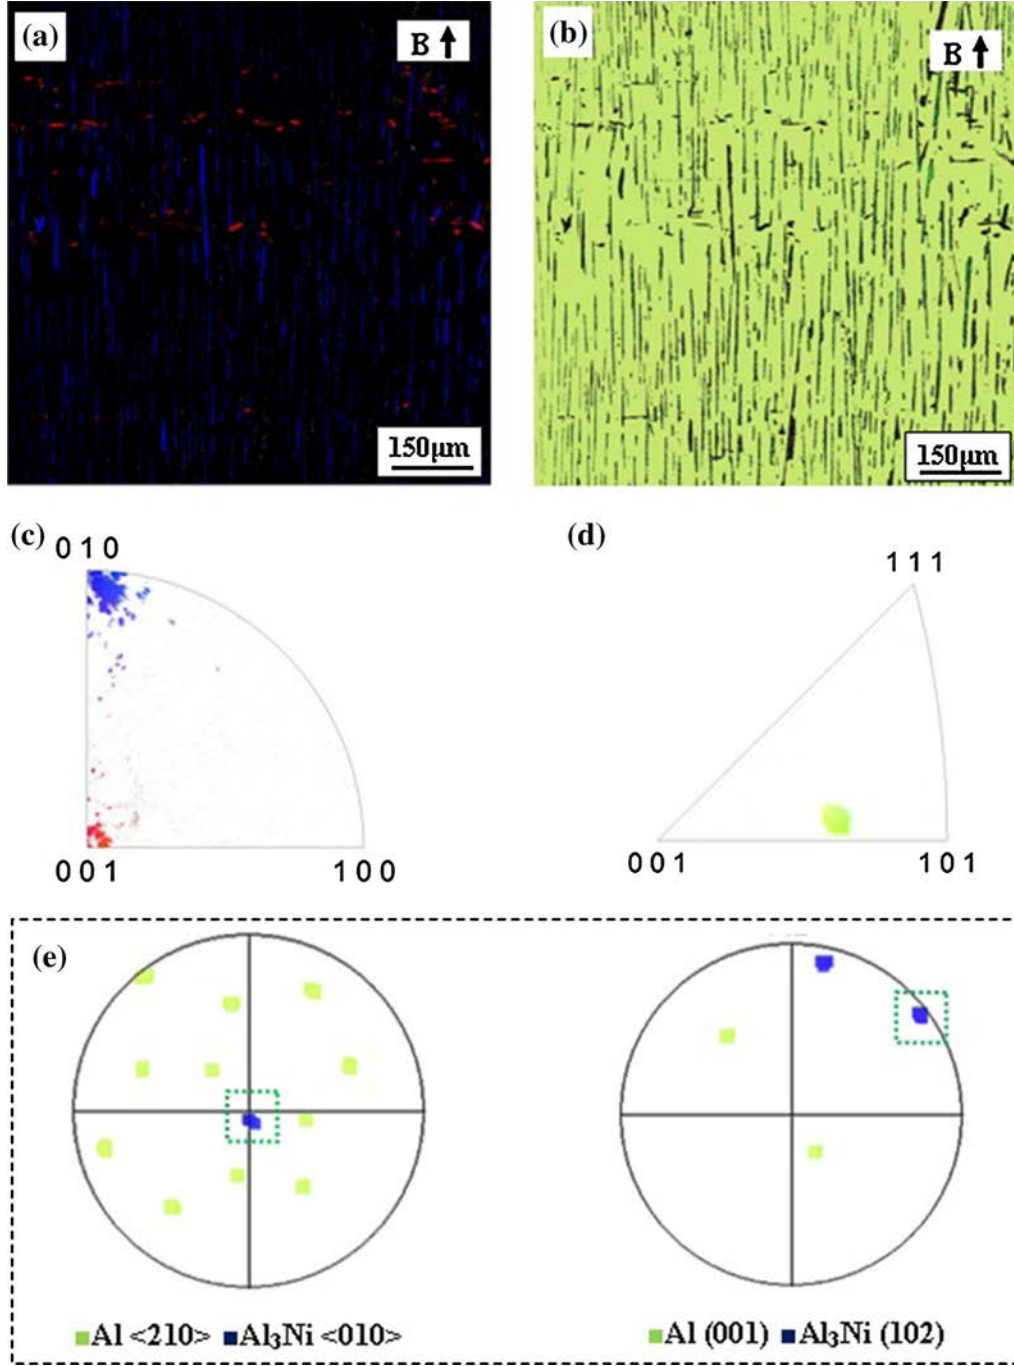 (a)
B ↑
150μm
(b)
B ↑
150μm
(c)
0 1 0
0 0 1
1 0 0
(d)
1 1 1
0 0 1
1 0 1
(e)
Al <210> Al₃Ni <010>
Al (001) Al₃Ni (102)